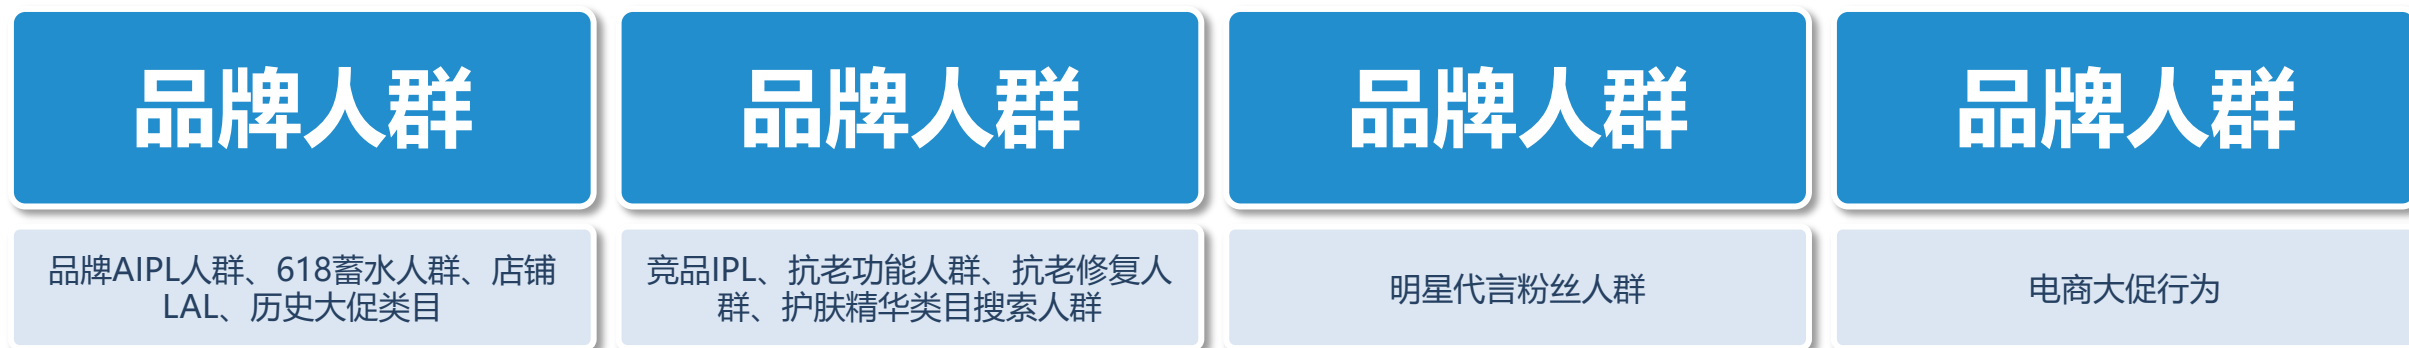 品牌人群
品牌人群
品牌人群
品牌人群
品牌AIPL人群、618蓄水人群、店铺
LAL、历史大促类目
竞品IPL、抗老功能人群、抗老修复人
群、护肤精华类目搜索人群
明星代言粉丝人群
电商大促行为